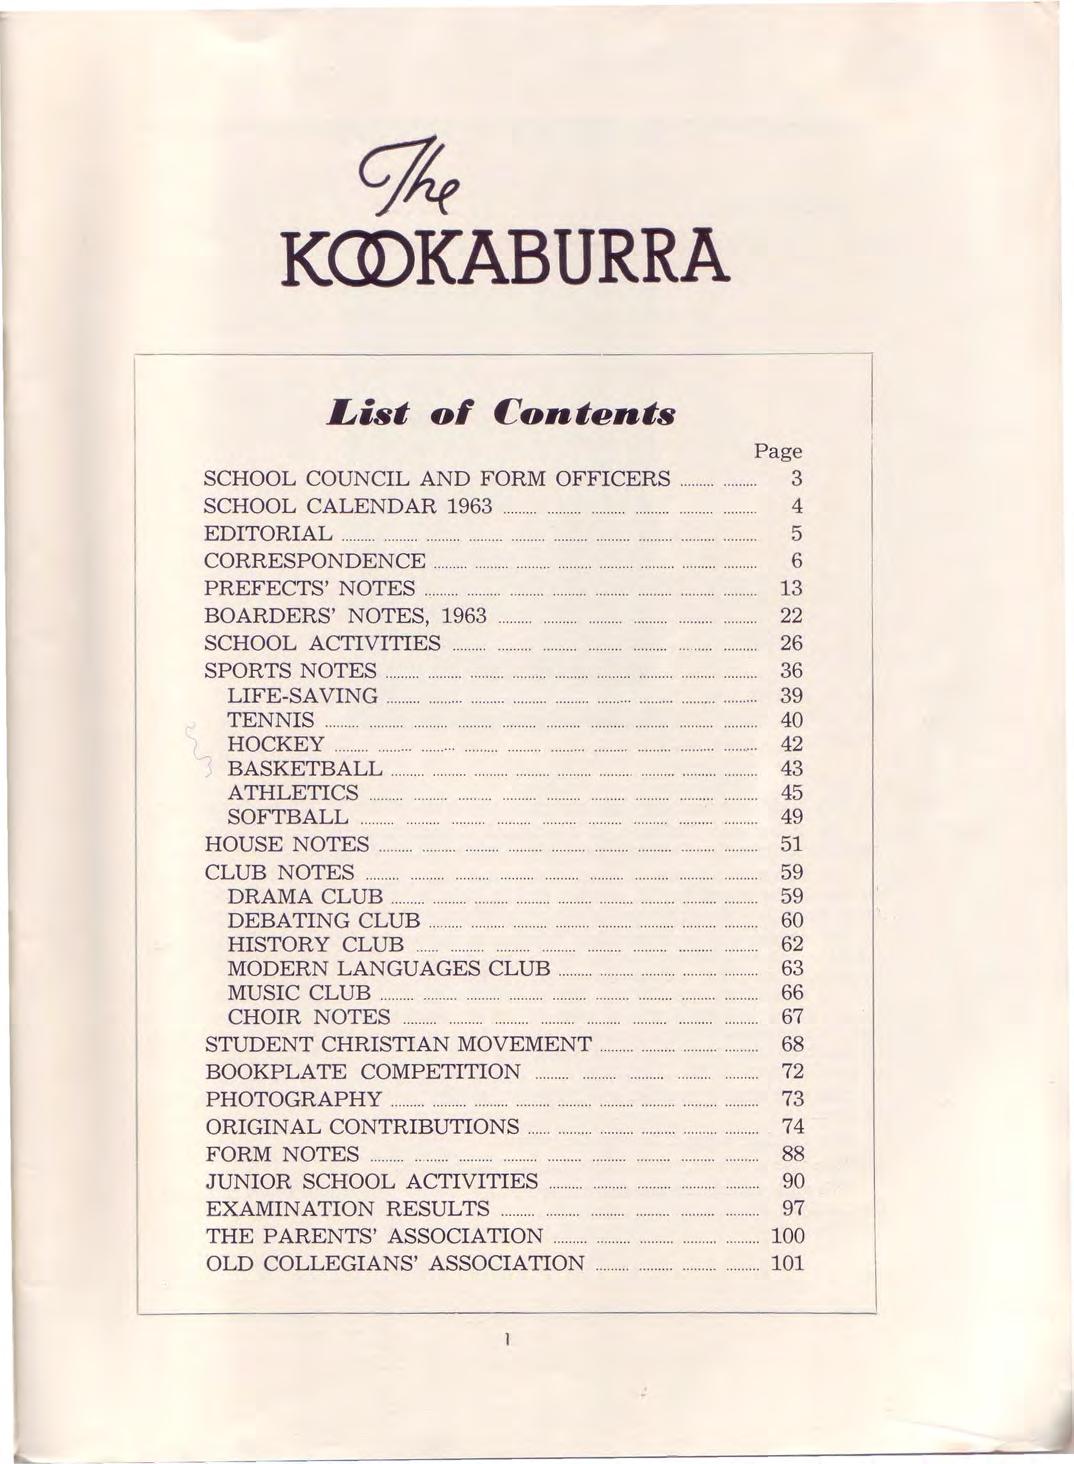 The
KOOKABURRA
List of Contents
Page
SCHOOL COUNCIL AND FORM OFFICERS ......... ......... 3
SCHOOL CALENDAR 1963 ......... ......... ......... ......... ......... ......... 4
EDITORIAL ......... ......... ......... ......... ......... ......... ......... ......... ......... ......... 5
CORRESPONDENCE ......... ......... ......... ......... ......... ......... ......... ......... 6
PREFECTS' NOTES ......... ......... ......... ......... ......... ......... ......... ......... 13
BOARDERS' NOTES, 1963 ......... ......... ......... ......... ......... ......... 22
SCHOOL ACTIVITIES ......... ......... ......... ......... ......... ......... ......... 26
SPORTS NOTES ......... ......... ......... ......... ......... ......... ......... ......... ......... 36
LIFE-SAVING ......... ......... ......... ......... ......... ......... ......... ......... ......... 39
TENNIS ......... ......... ......... ......... ......... ......... ......... ......... ......... ......... 40
HOCKEY ......... ......... ......... ......... ......... ......... ......... ......... ......... ......... 42
BASKETBALL ......... ......... ......... ......... ......... ......... ......... ......... ......... 43
ATHLETICS ......... ......... ......... ......... ......... ......... ......... ......... ......... 45
SOFTBALL ......... ......... ......... ......... ......... ......... ......... ......... ......... 49
HOUSE NOTES ......... ......... ......... ......... ......... ......... ......... ......... ......... 51
CLUB NOTES ......... ......... ......... ......... ......... ......... ......... ......... ......... 59
DRAMA CLUB ......... ......... ......... ......... ......... ......... ......... ......... ......... 59
DEBATING CLUB ......... ......... ......... ......... ......... ......... ......... ......... 60
HISTORY CLUB ...... ......... ......... ......... ......... ......... ......... ......... 62
MODERN LANGUAGES CLUB ......... ......... ......... ......... ......... 63
MUSIC CLUB ......... ......... ......... ......... ......... ......... ......... ......... ......... 66
CHOIR NOTES ......... ......... ......... ......... ......... ......... ......... ......... 67
STUDENT CHRISTIAN MOVEMENT ......... ......... ......... ......... 68
BOOKPLATE COMPETITION ......... ......... ......... ......... ......... 72
PHOTOGRAPHY ......... ......... ......... ......... ......... ......... ......... ......... ......... 73
ORIGINAL CONTRIBUTIONS ...... ......... ......... ......... ......... ......... 74
FORM NOTES ......... ......... ......... ......... ......... ......... ......... ......... ......... 88
JUNIOR SCHOOL ACTIVITIES ......... ......... ......... ......... ......... 90
EXAMINATION RESULTS ......... ......... ......... ......... ......... ......... 97
THE PARENTS' ASSOCIATION ......... ......... ......... ......... ......... 100
OLD COLLEGIANS' ASSOCIATION ......... ......... ......... ......... 101
1